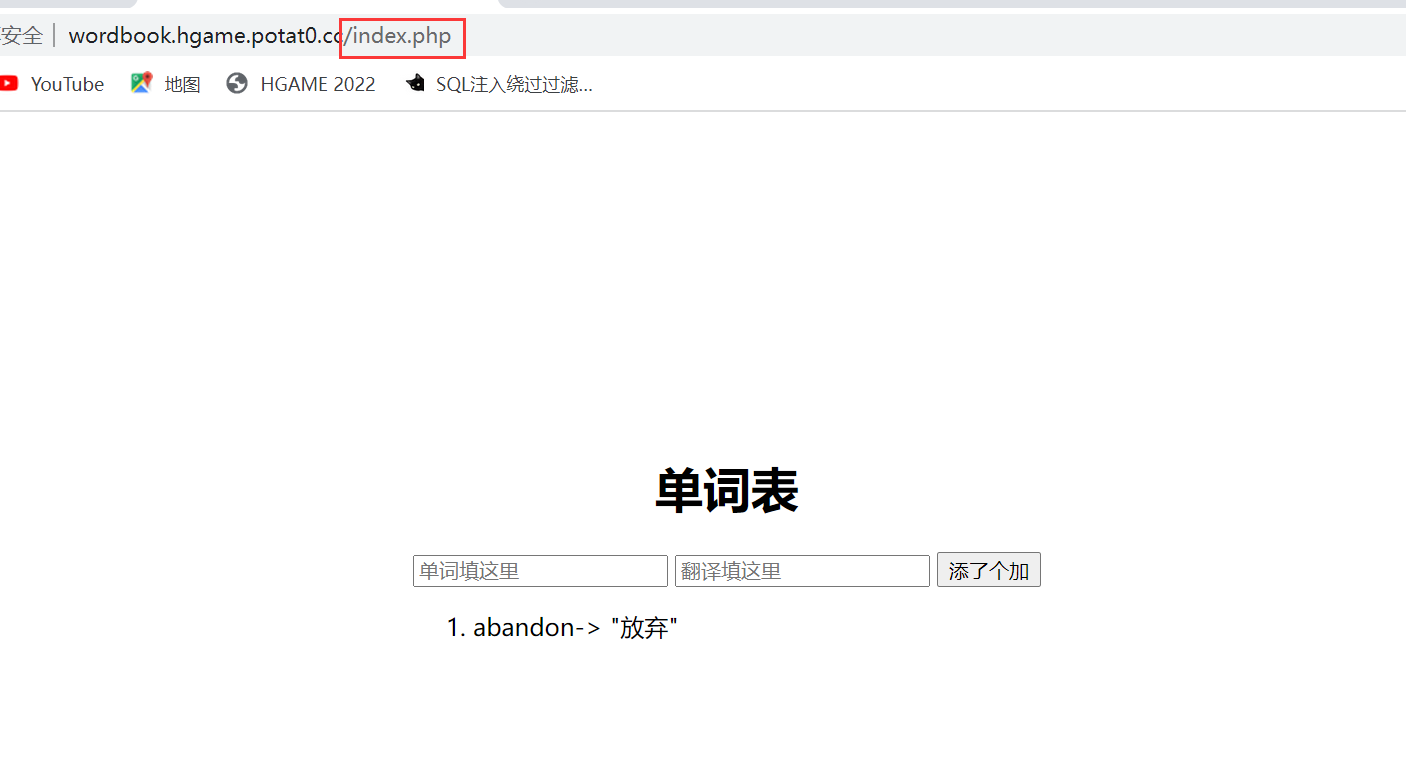 安全 | wordbook.hgame.potat0.cc/index.php
YouTube 地图 HGAME 2022 SQL注入绕过过滤...
单词表
单词填这里 翻译填这里 添了个加
1. abandon-> "放弃"